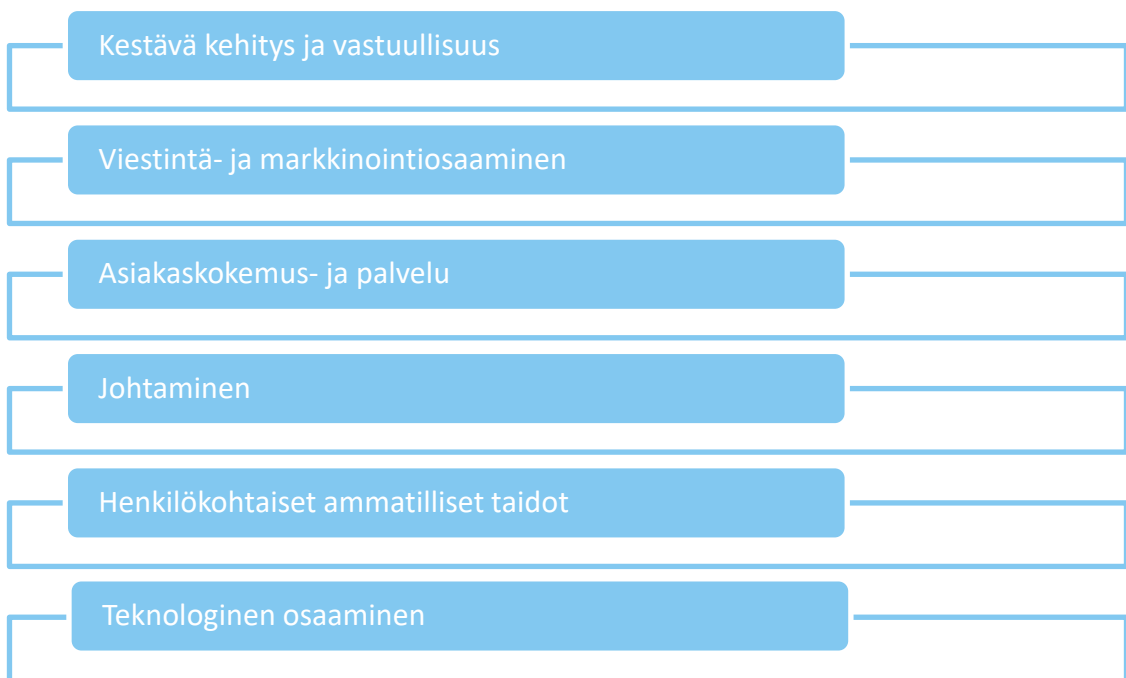 Kestävä kehitys ja vastuullisuus
Viestintä- ja markkinointiosaaminen
Asiakaskokemus- ja palvelu
Johtaminen
Henkilökohtaiset ammatilliset taidot
Teknologinen osaaminen